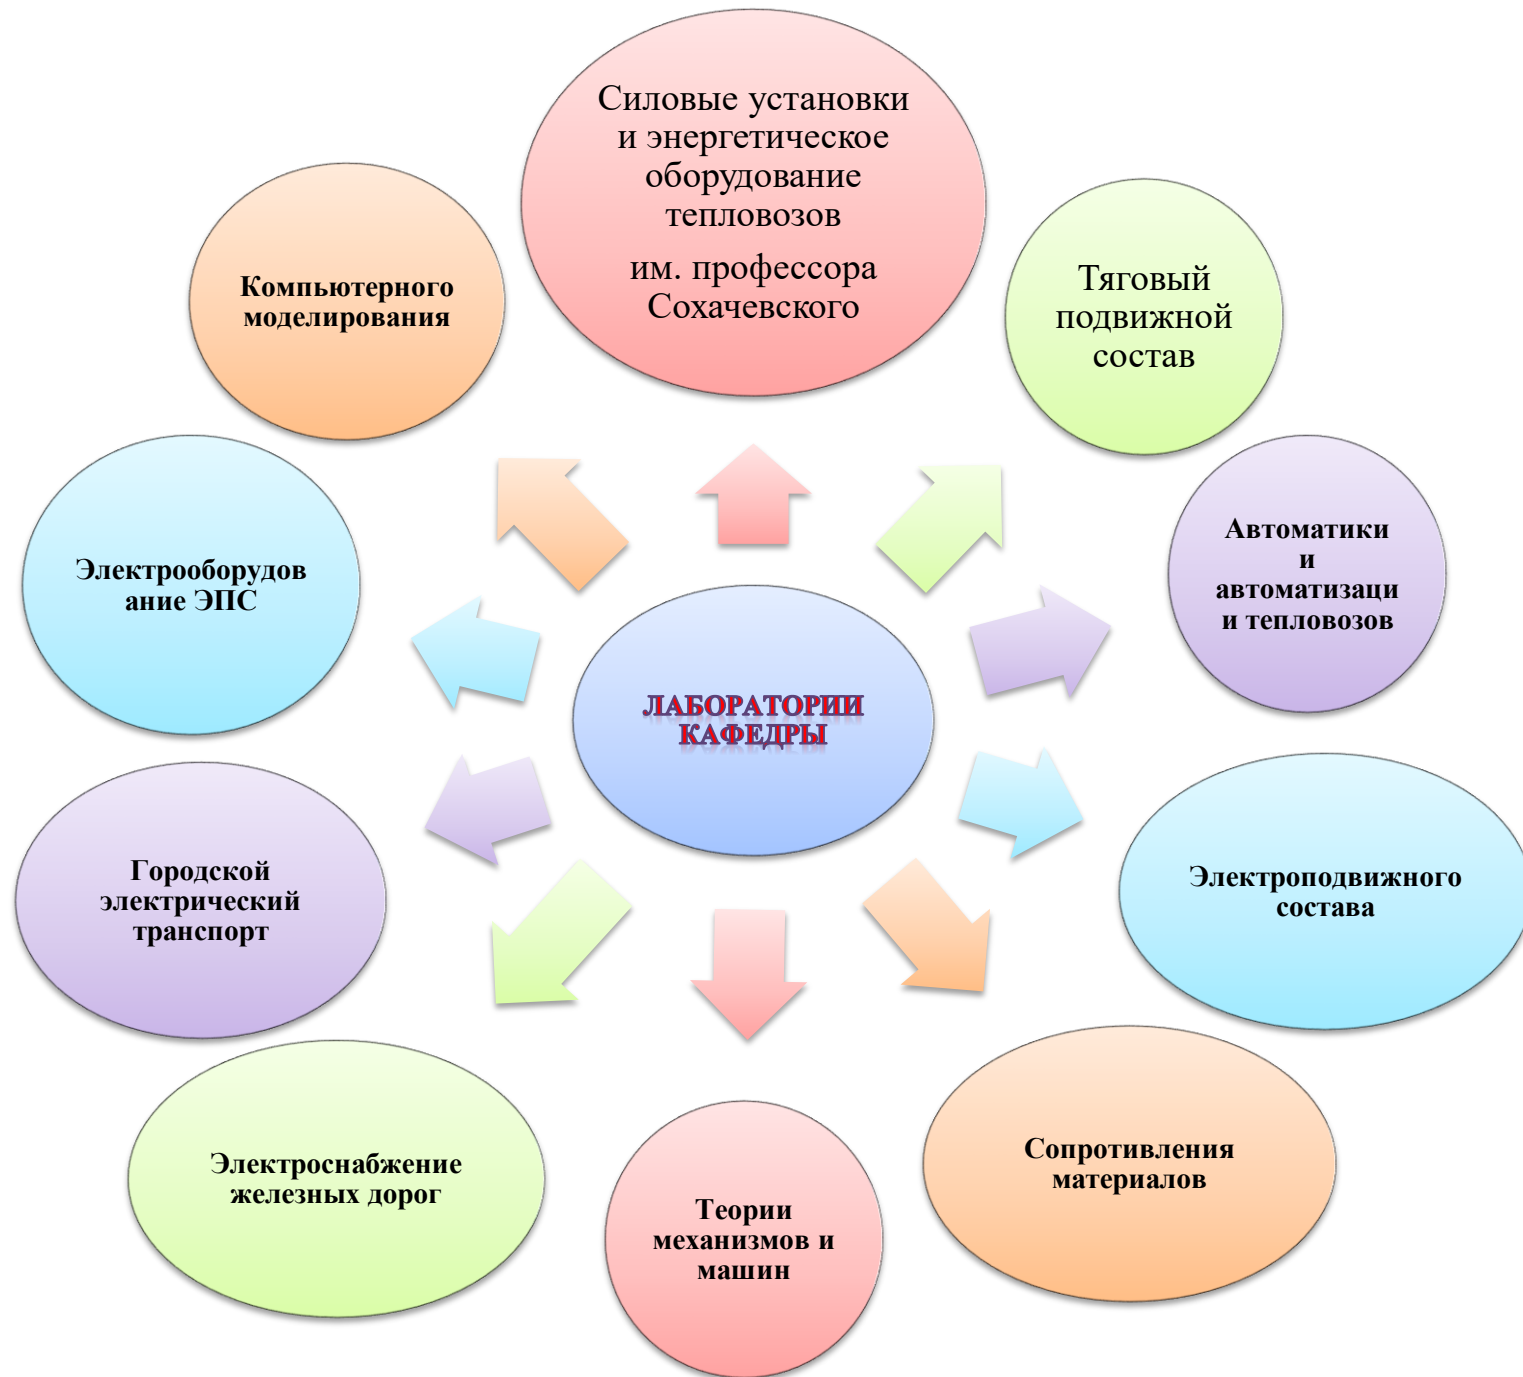 Силовые установки
и энергетическое
оборудование
тепловозов
им. профессора
Сохачевского
Тяговый
подвижной
состав
Автоматики
и
автоматизаци
и тепловозов
Электроподвижного
состава
Сопротивления
материалов
Теории
механизмов и
машин
Электроснабжение
железных дорог
Городской
электрический
транспорт
Электрооборудов
ание ЭПС
Компьютерного
моделирования
ЛАБОРАТОРИИ
КАФЕДРЫ